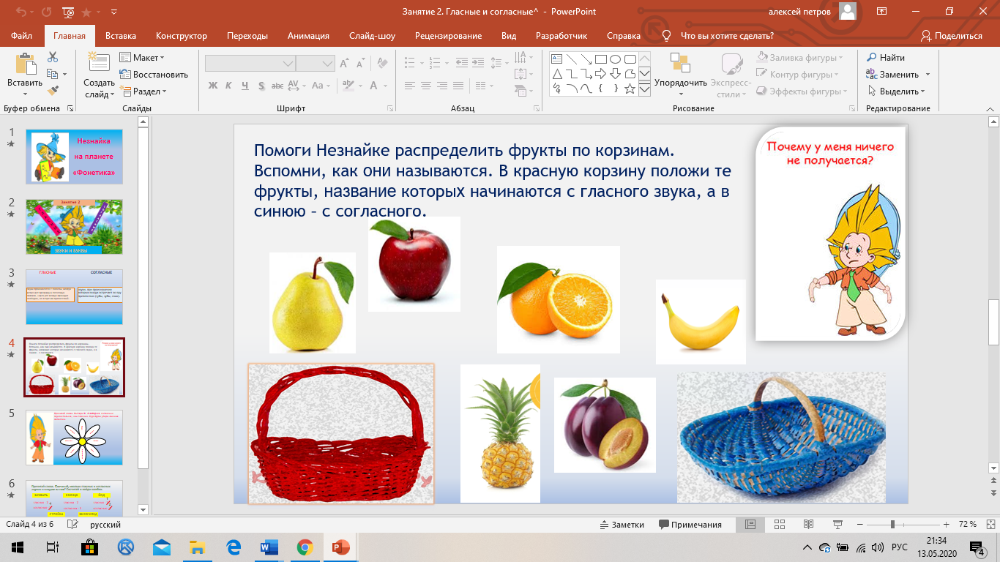 Занятие 2. Гласные и согласные^ - PowerPoint
алексей петров
Файл Главная Вставка Конструктор Переходы Анимация Слайд-шоу Рецензирование Вид Разработчик Справка Что вы хотите сделать? Поделиться
Вставить
Буфер обмена
Создать слайд
Макет
Восстановить
Раздел
Слайды
Ж К Ч S abc AV Aa А
Шрифт
Абзац
Упорядочить
Экспресс-стили
Заливка фигуры
Контур фигуры
Эффекты фигуры
Рисование
Найти
Заменить
Выделить
Редактирование
1
Незнайка
на планете
«Фонетика»
2
Занятие 2
ЗВУКИ И БУКВЫ
3
ГЛАСНЫЕ СОГЛАСНЫЕ
4
5
6
Помоги Незнайке распределить фрукты по корзинам.
Вспомни, как они называются. В красную корзину положи те
фрукты, название которых начинаются с гласного звука, а в
синюю – с согласного.
Почему у меня ничего
не получается?
Слайд 4 из 6 русский Заметки Примечания 72 %
РУС
21:34
13.05.2020
4